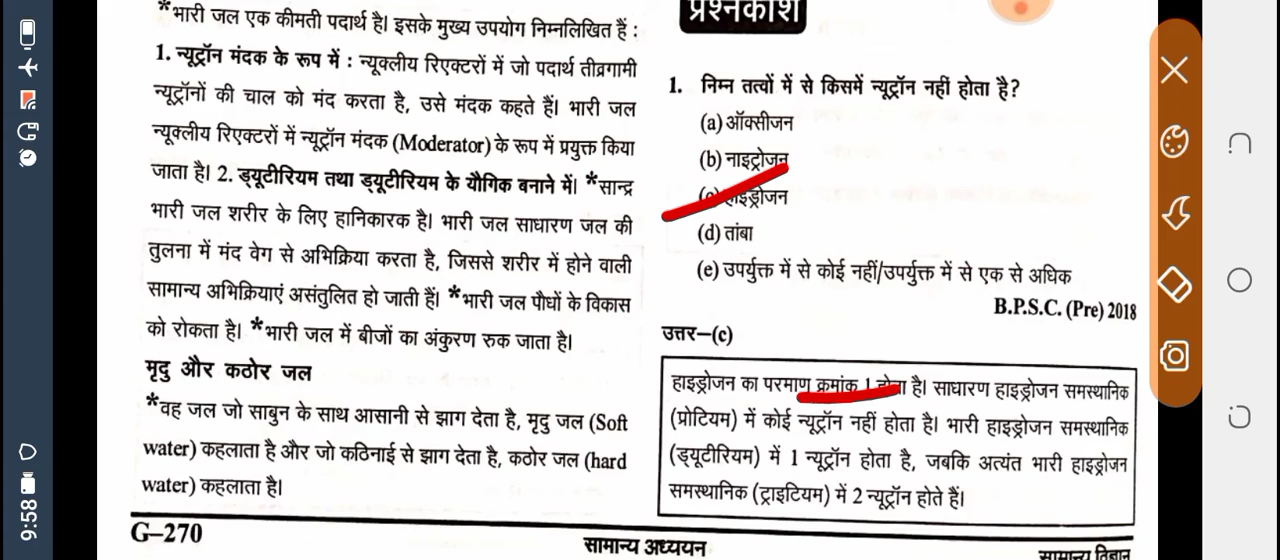 *भारी जल एक कीमती पदार्थ है। इसके मुख्य उपयोग निम्नलिखित हैं :
1. न्यूट्रॉन मंदक के रूप में : न्यूक्लीय रिएक्टरों में जो पदार्थ तीव्रगामी
न्यूट्रॉनों की चाल को मंद करता है, उसे मंदक कहते हैं। भारी जल
न्यूक्लीय रिएक्टरों में न्यूट्रॉन मंदक (Moderator) के रूप में प्रयुक्त किया
जाता है। 2. ड्यूटीरियम तथा ड्यूटीरियम के यौगिक बनाने में। *सान्द्र
भारी जल शरीर के लिए हानिकारक है। भारी जल साधारण जल की
तुलना में मंद वेग से अभिक्रिया करता है, जिससे शरीर में होने वाली
सामान्य अभिक्रियाएं असंतुलित हो जाती हैं। *भारी जल पौधों के विकास
को रोकता है। *भारी जल में बीजों का अंकुरण रुक जाता है।
मृदु और कठोर जल
*वह जल जो साबुन के साथ आसानी से झाग देता है, मृदु जल (Soft
water) कहलाता है और जो कठिनाई से झाग देता है, कठोर जल (hard
water) कहलाता है।
G–270
प्रश्नकोश
1. निम्न तत्वों में से किसमें न्यूट्रॉन नहीं होता है?
(a) ऑक्सीजन
(b) नाइट्रोजन
(c) हाइड्रोजन
(d) तांबा
(e) उपर्युक्त में से कोई नहीं/उपर्युक्त में से एक से अधिक
B.P.S.C. (Pre) 2018
उत्तर–(c)
हाइड्रोजन का परमाणु क्रमांक 1 होता है। साधारण हाइड्रोजन समस्थानिक
(प्रोटियम) में कोई न्यूट्रॉन नहीं होता है। भारी हाइड्रोजन समस्थानिक
(ड्यूटीरियम) में 1 न्यूट्रॉन होता है, जबकि अत्यंत भारी हाइड्रोजन
समस्थानिक (ट्राइटियम) में 2 न्यूट्रॉन होते हैं।
सामान्य अध्ययन
सामान्य विज्ञान
9:58